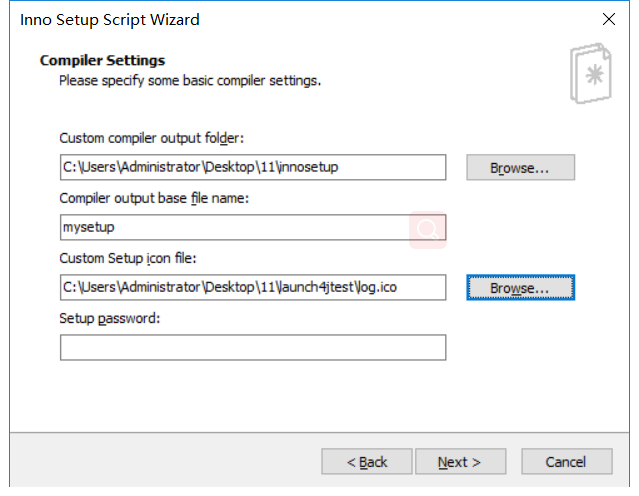 Inno Setup Script Wizard
Compiler Settings
Please specify some basic compiler settings.
Custom compiler output folder:
C:\Users\Administrator\Desktop\11\innosetup
Browse...
Compiler output base file name:
mysetup
Custom Setup icon file:
C:\Users\Administrator\Desktop\11\launch4jtest\log.ico
Browse...
Setup password:
< Back
Next >
Cancel